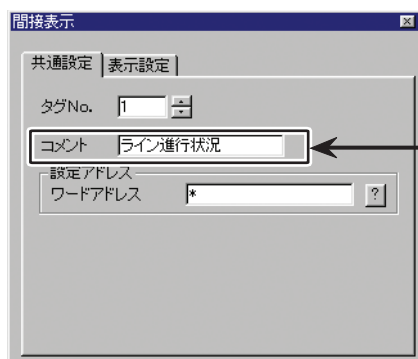 間接表示
共通設定 表示設定
タグNo. 1
コメント ライン進行状況
設定アドレス
ワードアドレス * ?